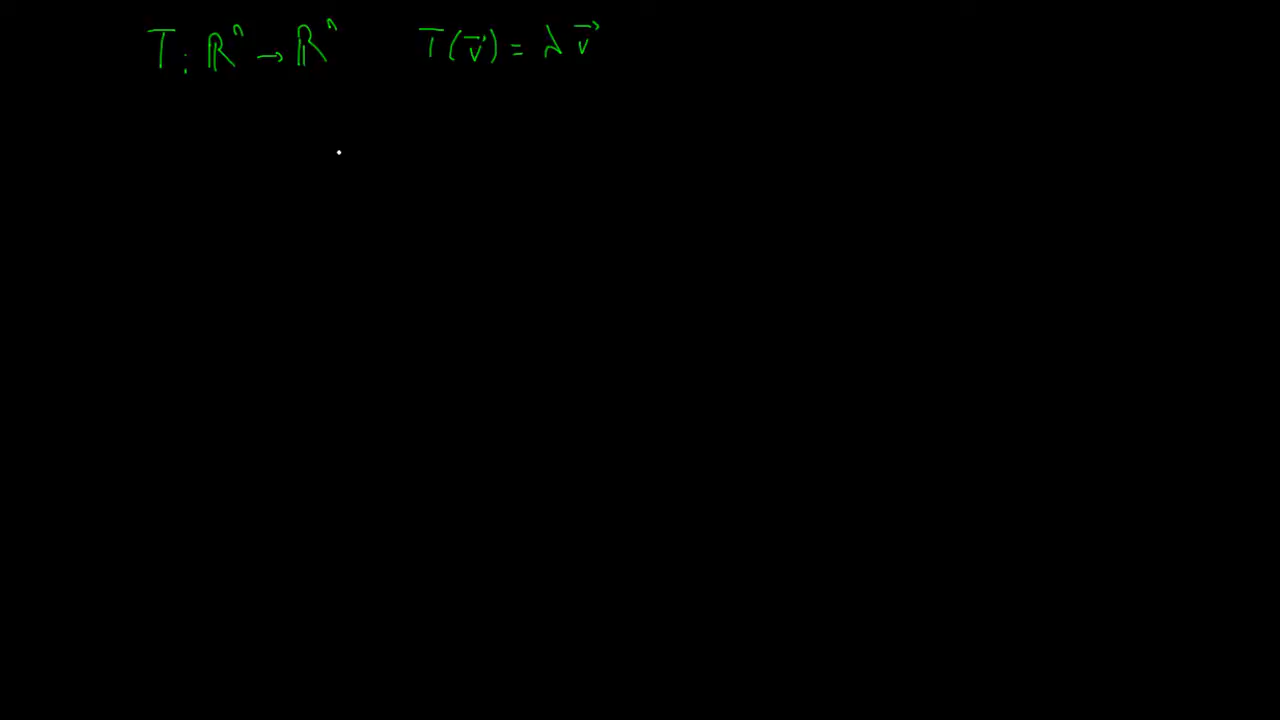 T: ℝⁿ → ℝⁿ T(v⃗) = λ v⃗